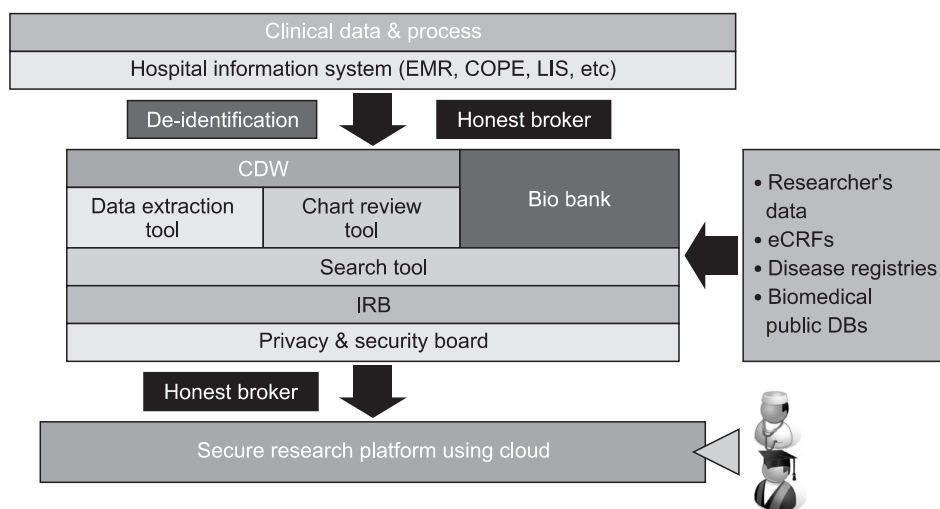 Clinical data & process
Hospital information system (EMR, COPE, LIS, etc)
De-identification
Honest broker
CDW
Bio bank
Data extraction
tool
Chart review
tool
Search tool
IRB
Privacy & security board
• Researcher's
data
• eCRFs
• Disease registries
• Biomedical
public DBs
Honest broker
Secure research platform using cloud